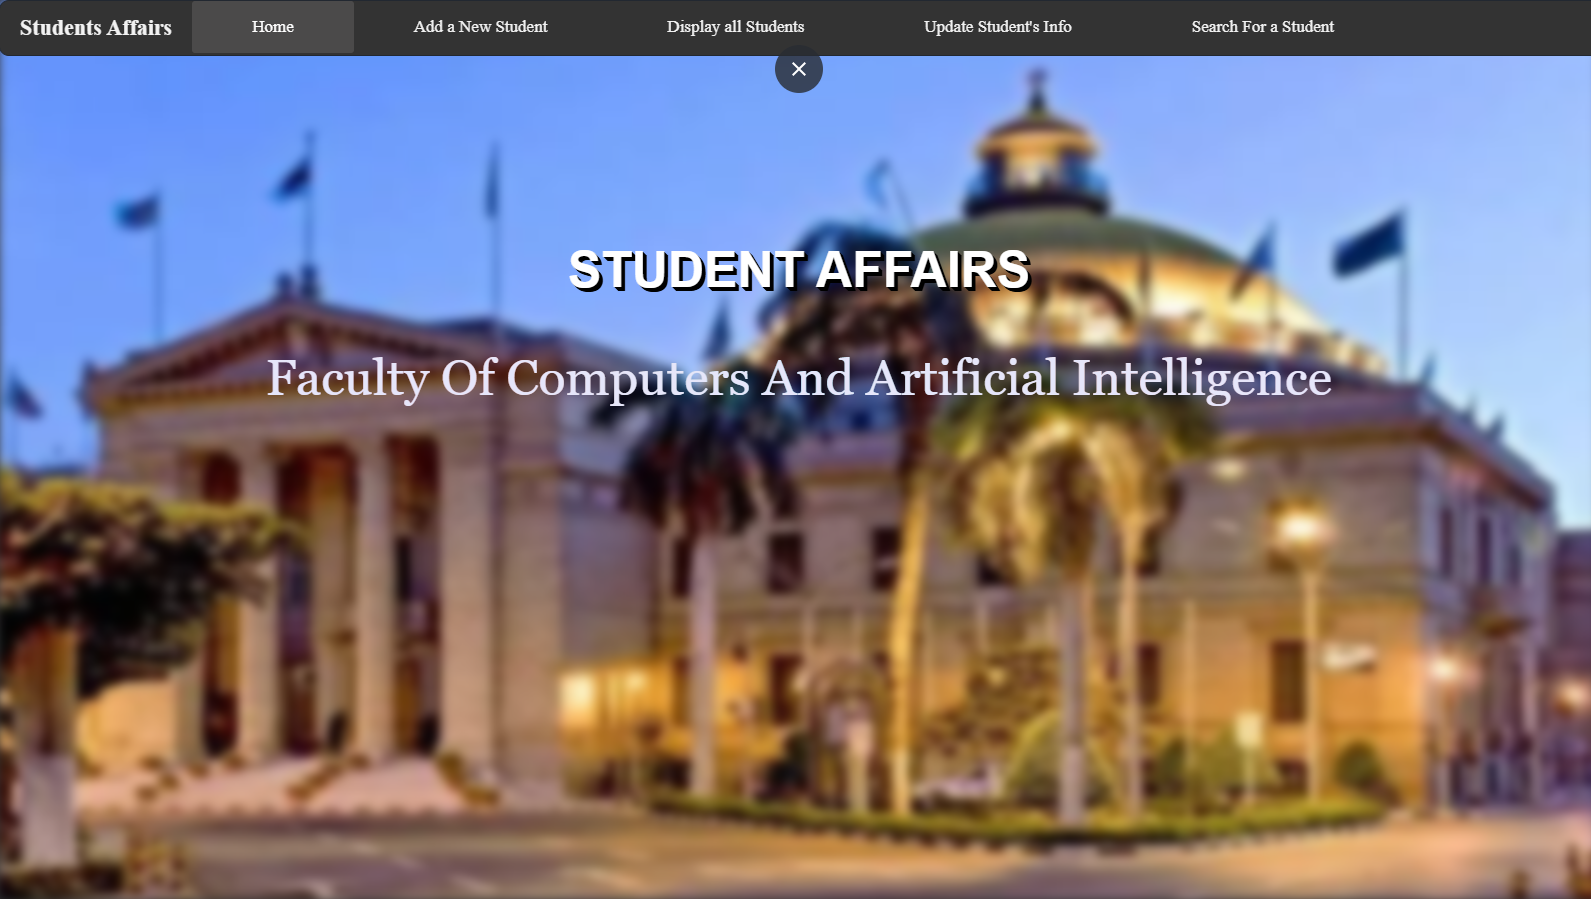 Students Affairs Home Add a New Student Display all Students Update Student's Info Search For a Student
STUDENT AFFAIRS
Faculty Of Computers And Artificial Intelligence